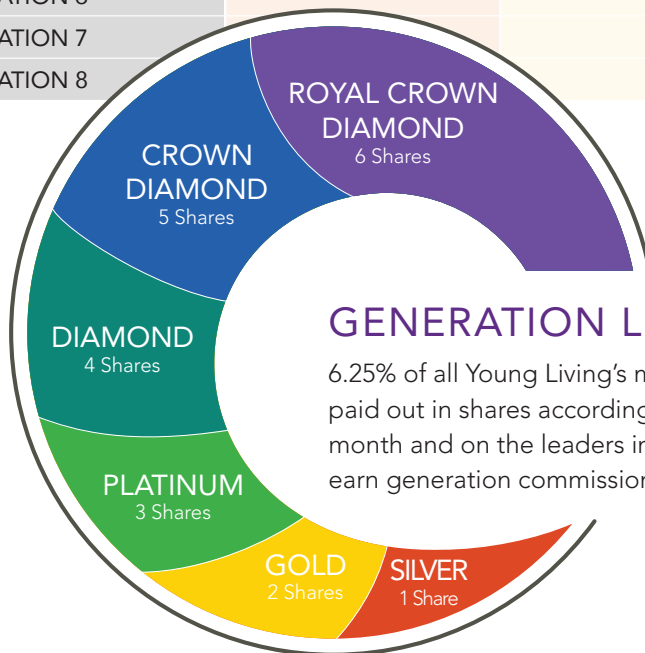 ATION 7
ATION 8
ROYAL CROWN
DIAMOND
6 Shares
CROWN
DIAMOND
5 Shares
DIAMOND
4 Shares
GENERATION L
6.25% of all Young Living's m
paid out in shares according
month and on the leaders in
earn generation commission
PLATINUM
3 Shares
GOLD
2 Shares
SILVER
1 Share